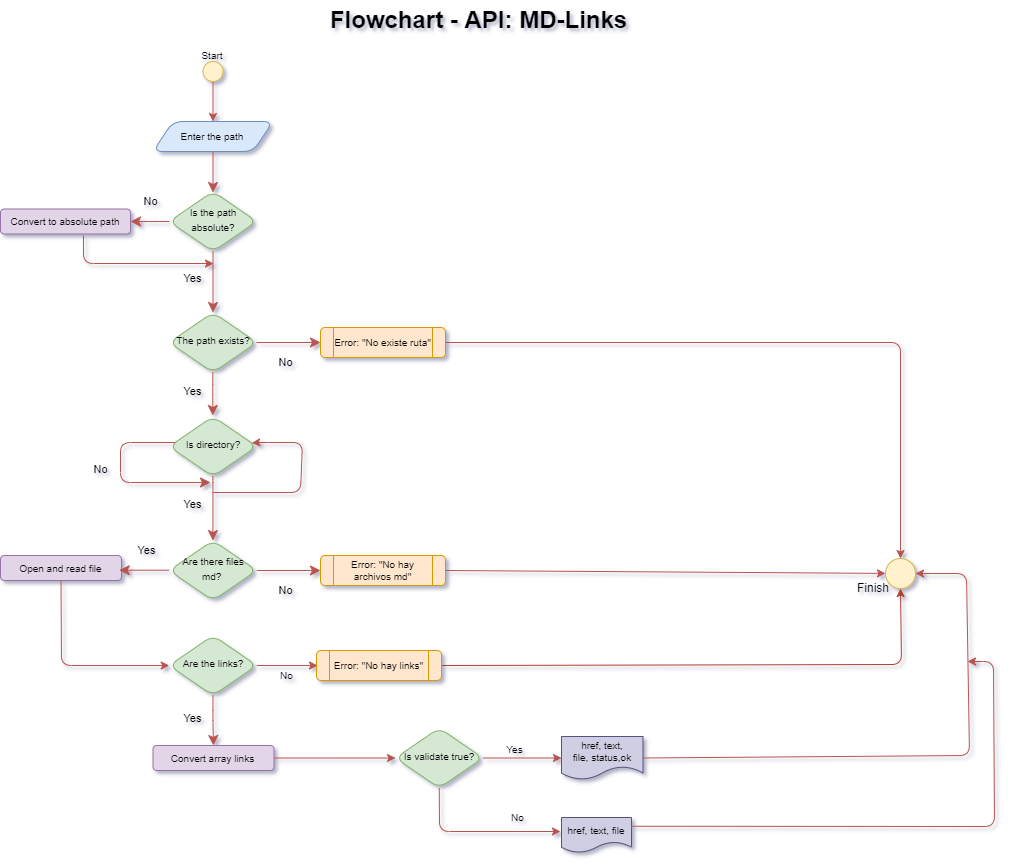 Flowchart - API: MD-Links
Start
Enter the path
No
Is the path
absolute?
Convert to absolute path
Yes
The path exists?
Error: "No existe ruta"
No
Yes
Is directory?
No
Yes
Yes
Are there files
md?
Open and read file
Error: "No hay
archivos md"
No
Finish
Are the links?
Error: "No hay links"
No
Yes
Convert array links
Is validate true?
Yes
href, text,
file, status,ok
No
href, text, file